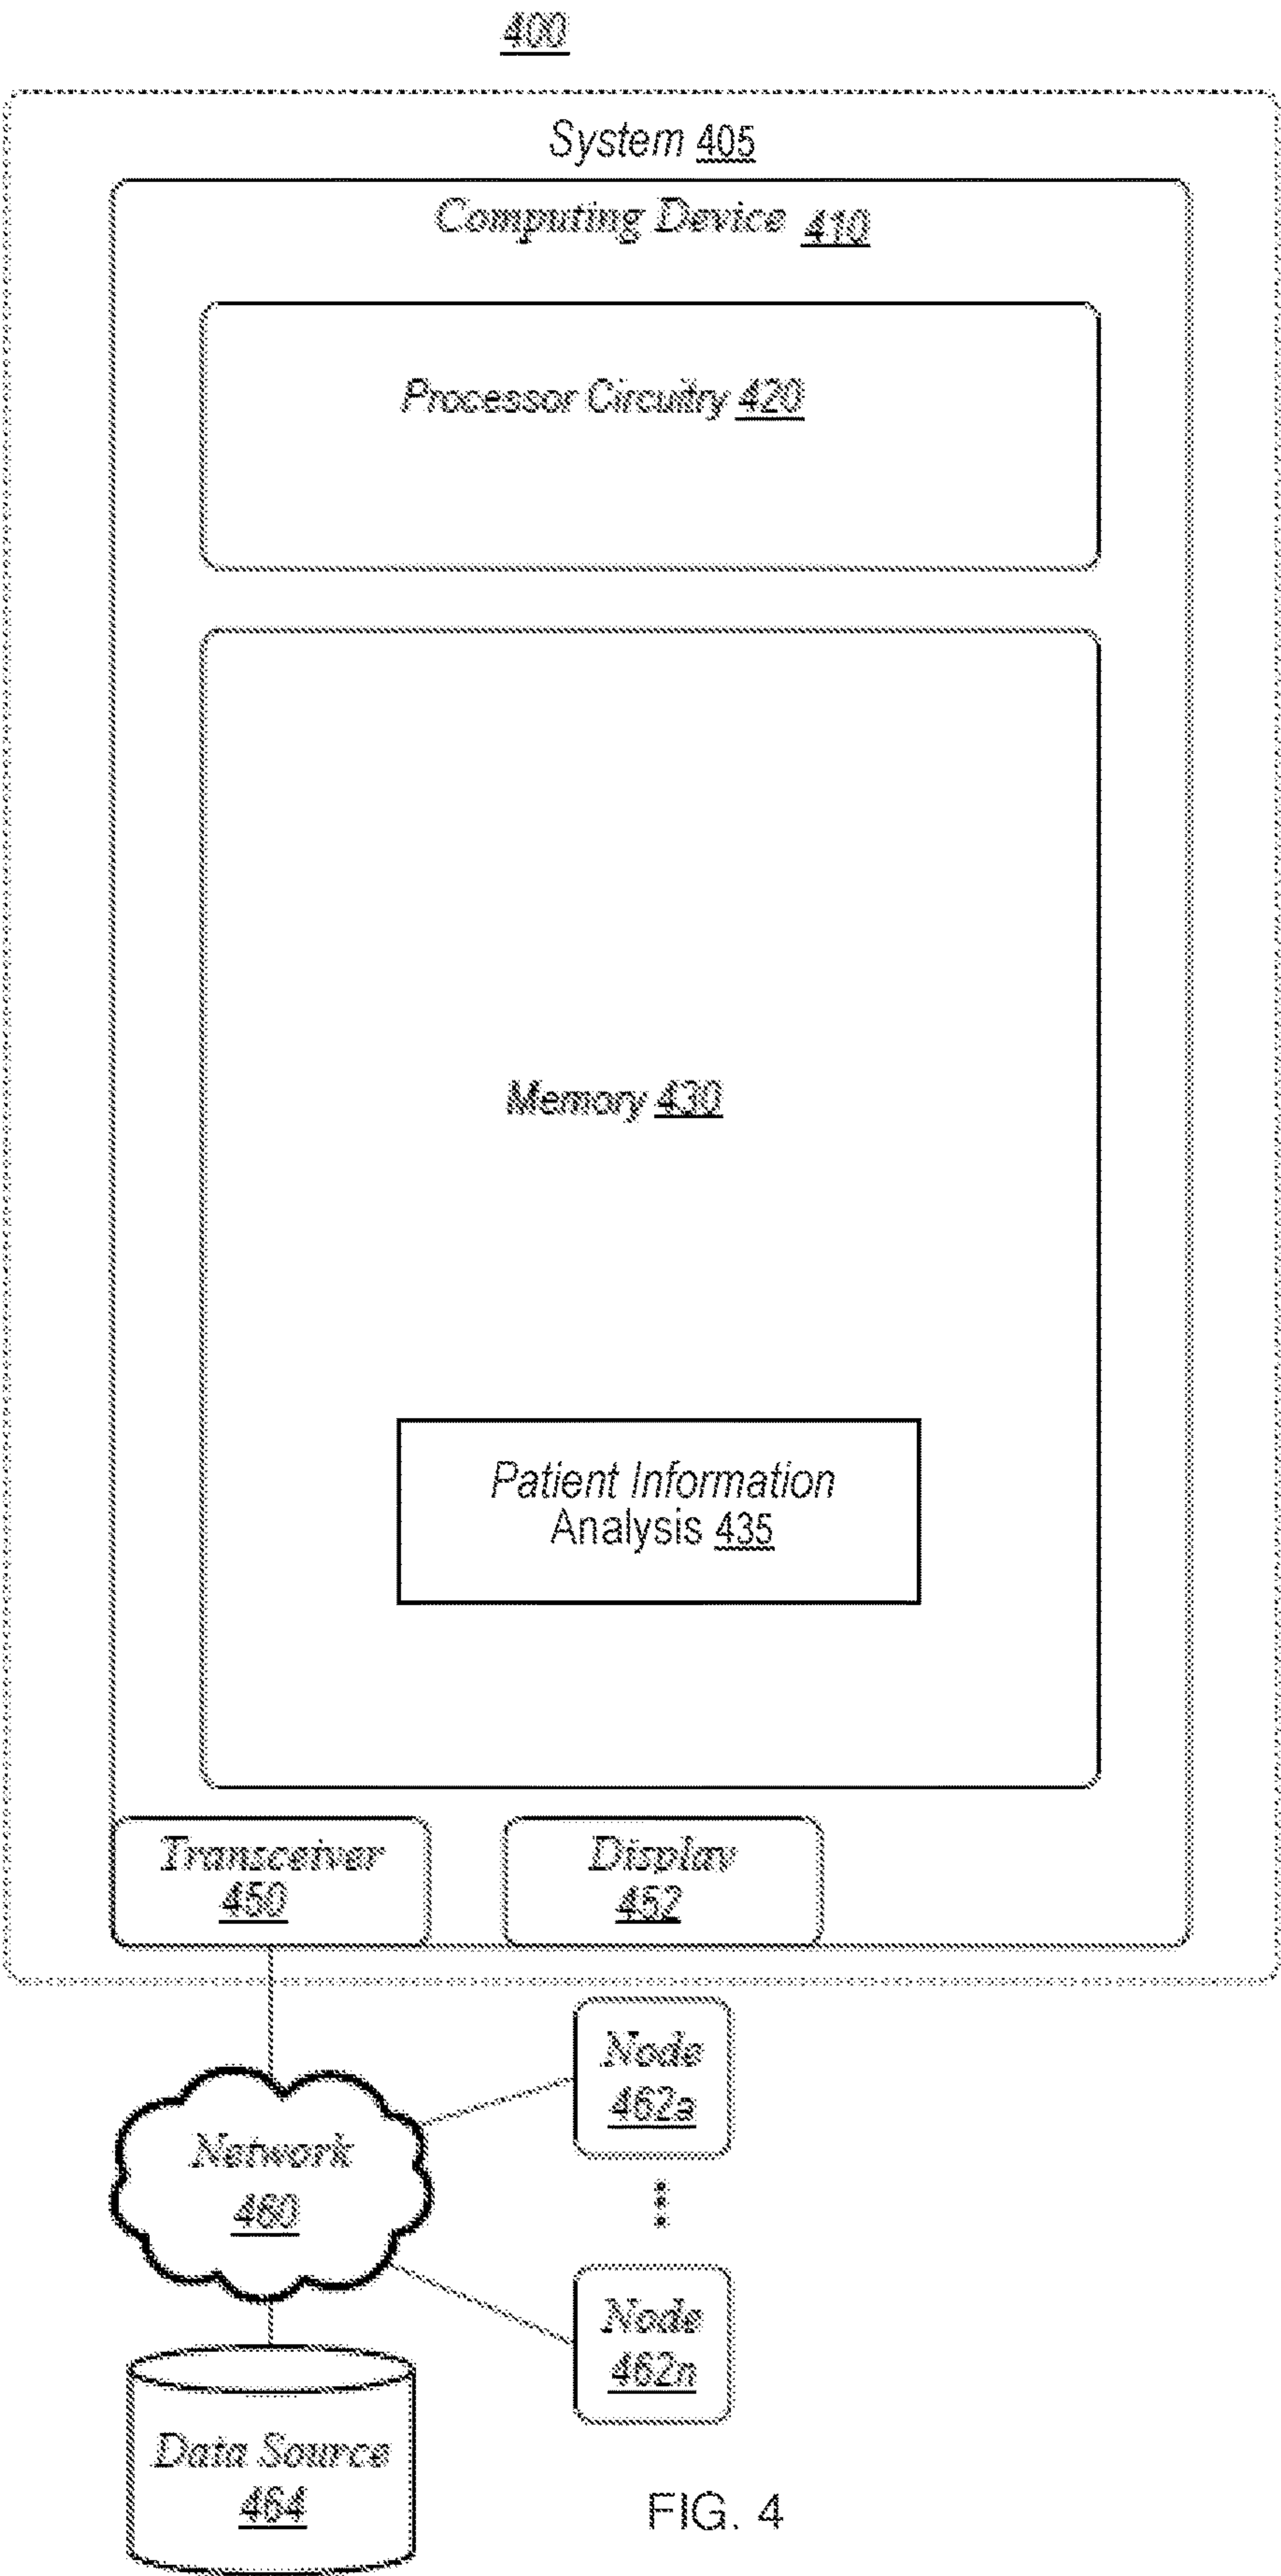 400
System 405
Computing Device 410
Processor Circuitry 420
Memory 430
Patient Information
Analysis 435
Transceiver
450
Display
452
Node
462a
Network
460
Node
462n
Data Source
464
FIG. 4